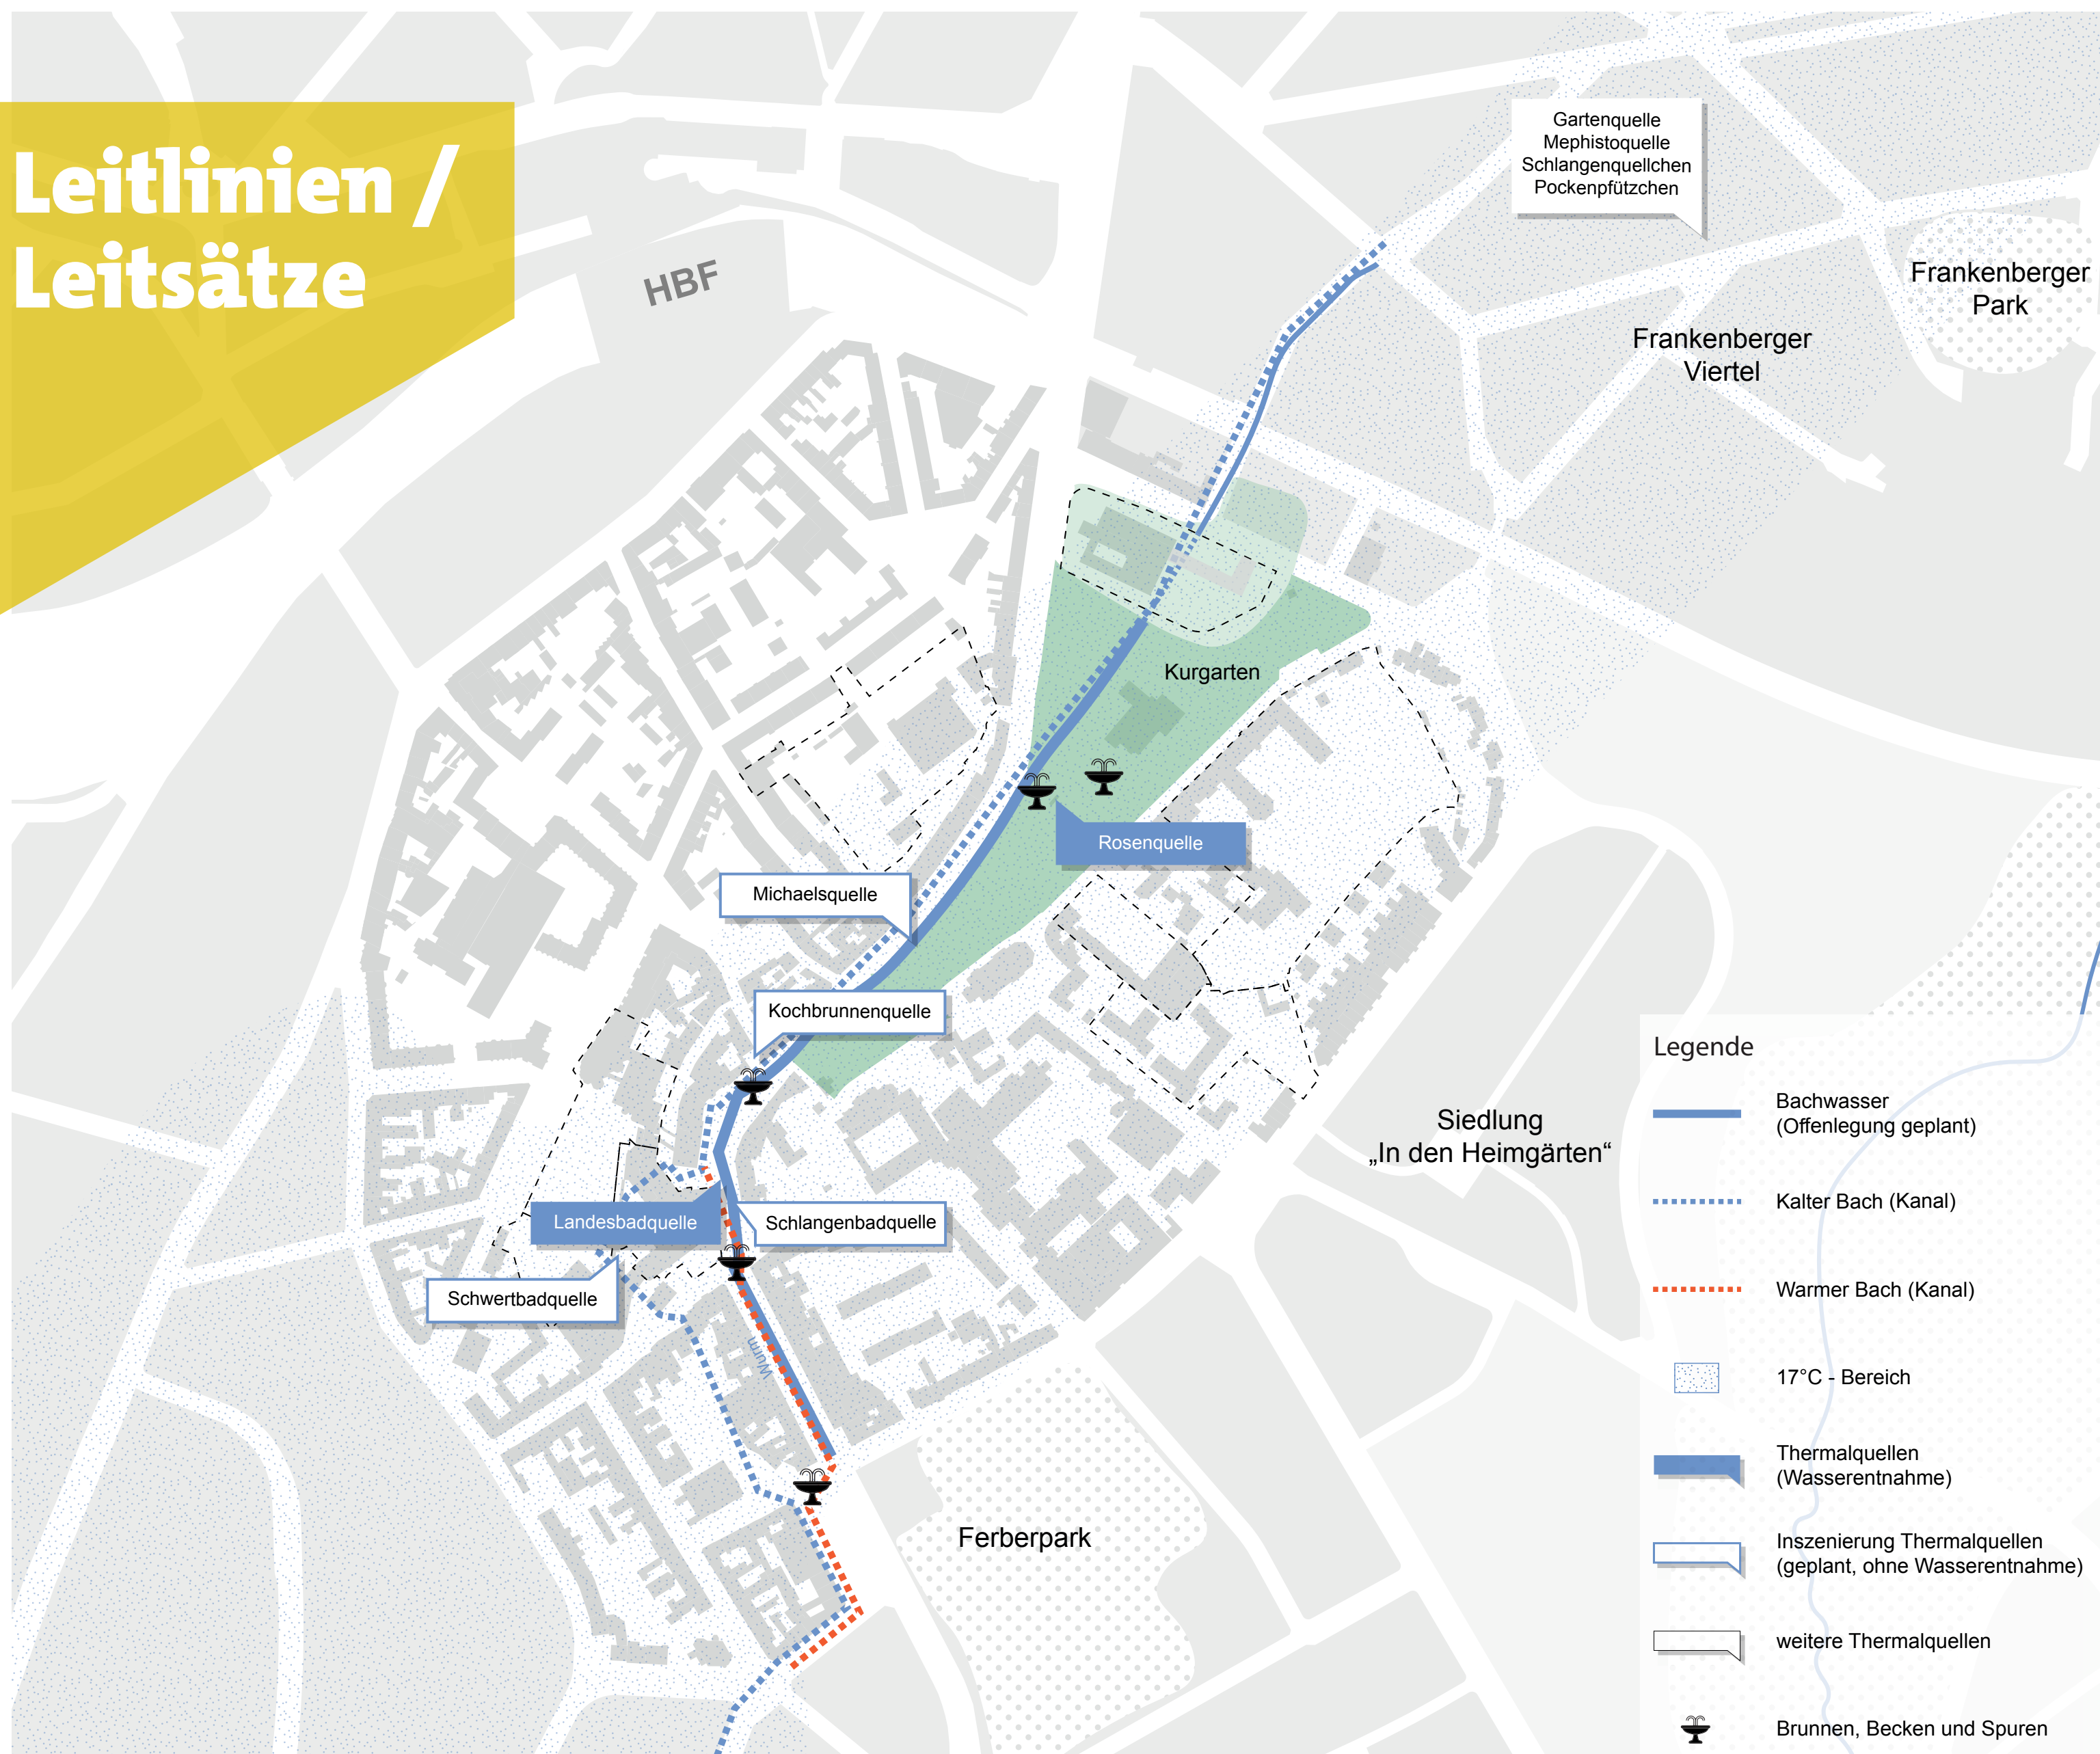 Leitlinien /
Leitsätze
HBF
Gartenquelle
Mephistoquelle
Schlangenquellchen
Pockenpfützchen
Frankenberger
Park
Frankenberger
Viertel
Kurgarten
Rosenquelle
Michaelsquelle
Kochbrunnenquelle
Landesbadquelle
Schlangenbadquelle
Schwertbadquelle
Wurm
Siedlung
„In den Heimgärten“
Ferberpark
Legende
Bachwasser
(Offenlegung geplant)
Kalter Bach (Kanal)
Warmer Bach (Kanal)
17°C - Bereich
Thermalquellen
(Wasserentnahme)
Inszenierung Thermalquellen
(geplant, ohne Wasserentnahme)
weitere Thermalquellen
Brunnen, Becken und Spuren